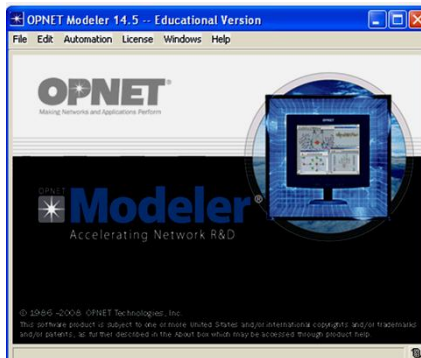 OPNET Modeler 14.5 -- Educational Version
File Edit Automation License Windows Help
OPNET®
Making Networks and Applications Perform
OPNET
Modeler®
Accelerating Network R&D
© 1986-2008 OPNET Technologies, Inc.
This software product is subject to one or more United States and/or international copyrights and/or trademarks
and/or patents, as further described in the About box which may be accessed through product help.